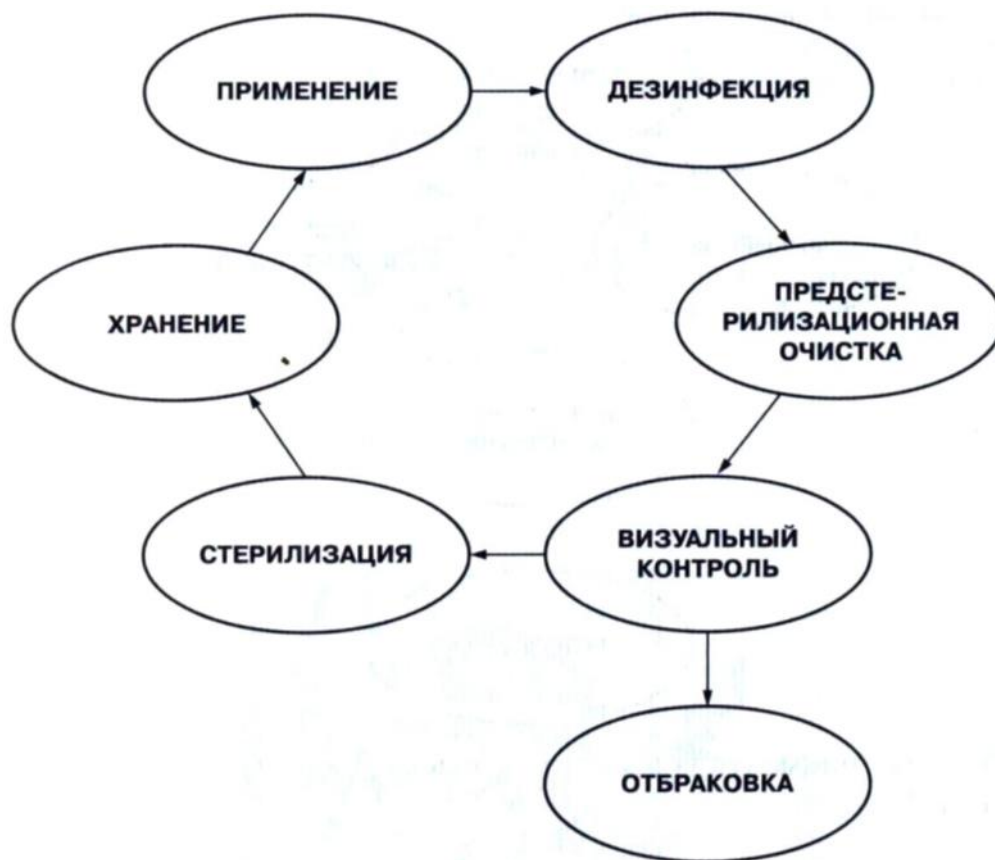 ПРИМЕНЕНИЕ
ДЕЗИНФЕКЦИЯ
ПРЕДСТЕ-
РИЛИЗАЦИОННАЯ
ОЧИСТКА
ХРАНЕНИЕ
СТЕРИЛИЗАЦИЯ
ВИЗУАЛЬНЫЙ
КОНТРОЛЬ
ОТБРАКОВКА